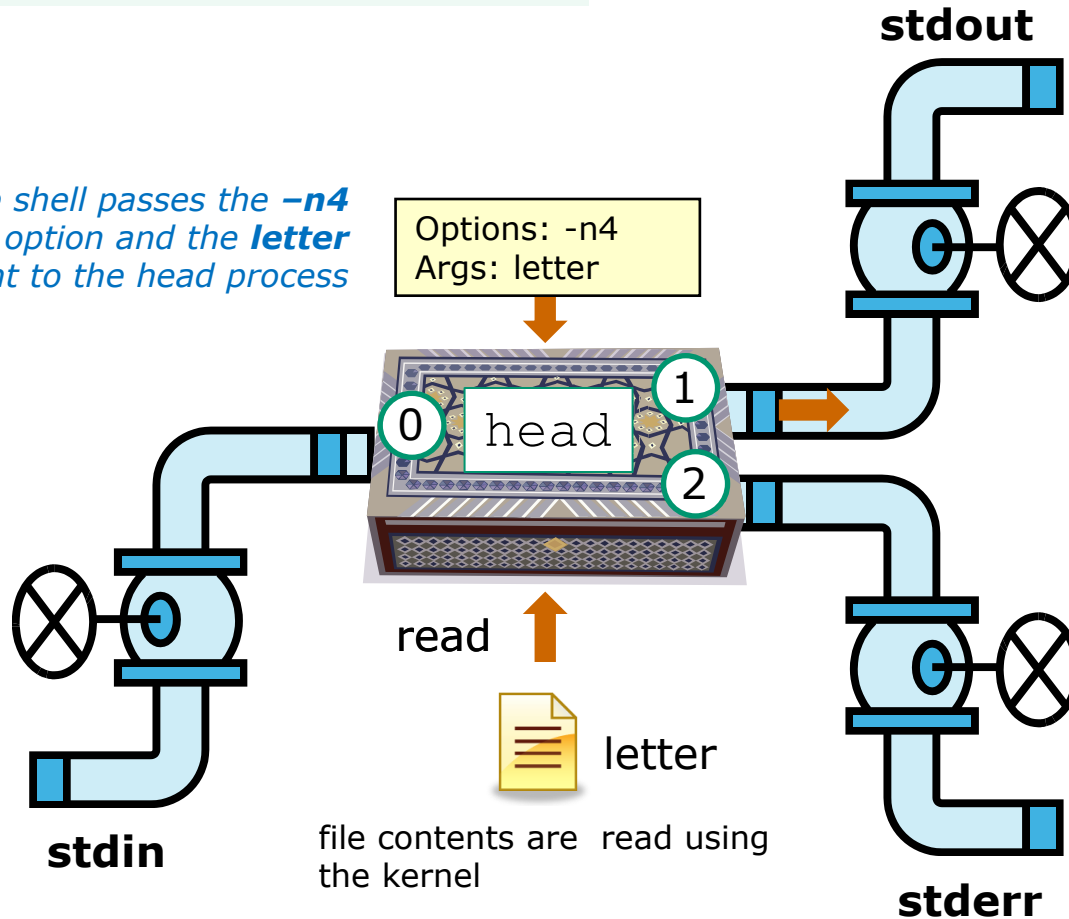 stdout
shell passes the –n4
option and the letter
to the head process
Options: -n4
Args: letter
0
head
1
2
read
letter
file contents are read using
the kernel
stdin
stderr